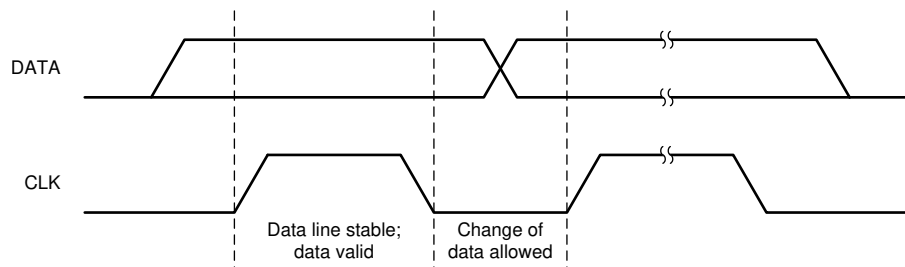 DATA
CLK
Data line stable;
data valid
Change of
data allowed